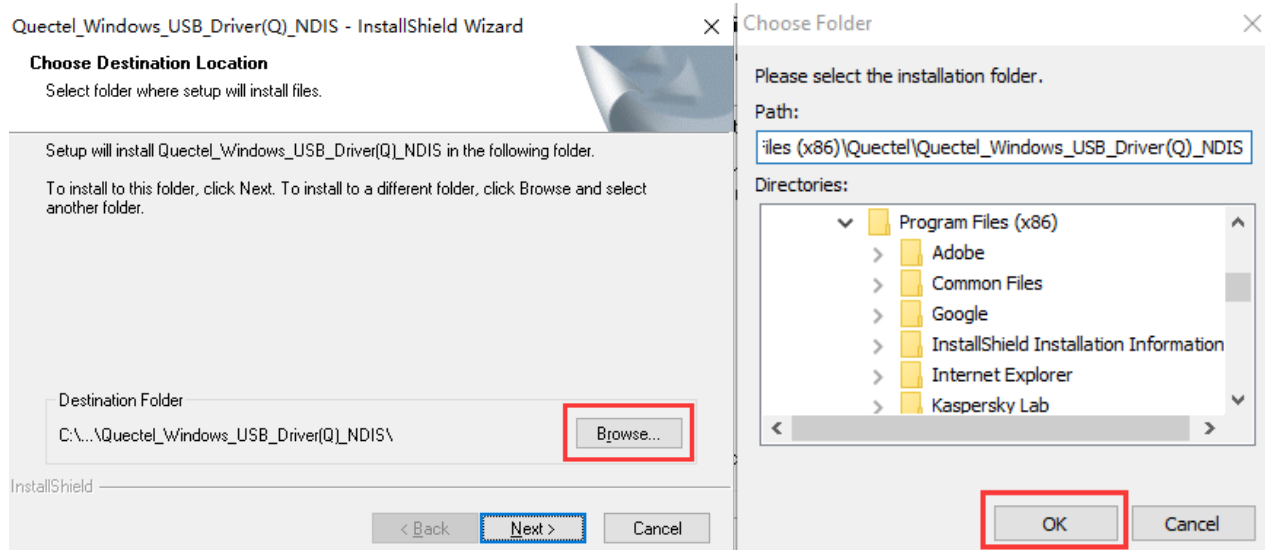 Quectel_Windows_USB_Driver(Q)_NDIS - InstallShield Wizard
Choose Destination Location
Select folder where setup will install files.
Setup will install Quectel_Windows_USB_Driver(Q)_NDIS in the following folder.
To install to this folder, click Next. To install to a different folder, click Browse and select
another folder.
Destination Folder
C:\...\Quectel_Windows_USB_Driver(Q)_NDIS\
Browse...
InstallShield
< Back
Next >
Cancel
Choose Folder
Please select the installation folder.
Path:
iles (x86)\Quectel\Quectel_Windows_USB_Driver(Q)_NDIS
Directories:
Program Files (x86)
Adobe
Common Files
Google
InstallShield Installation Information
Internet Explorer
Kaspersky Lab
OK
Cancel